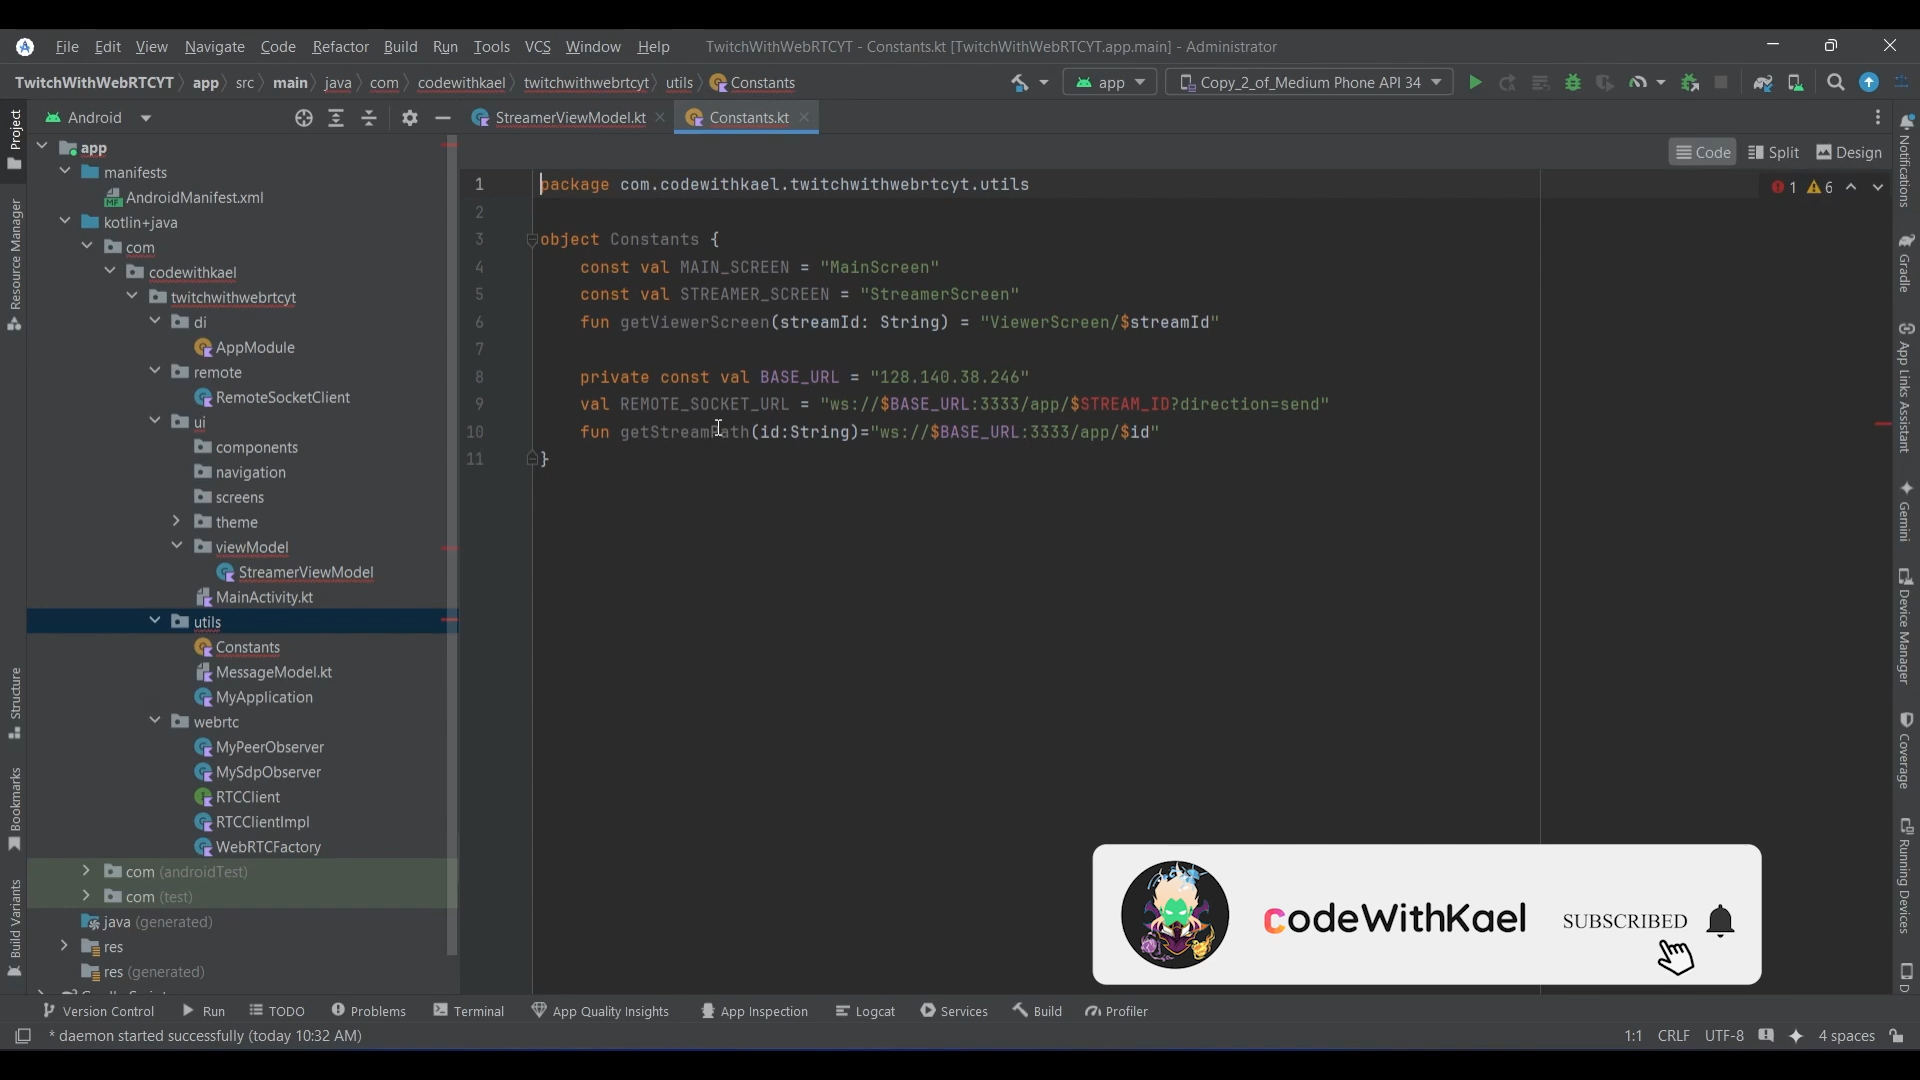 File Edit View Navigate Code Refactor Build Run Tools VCS Window Help TwitchWithWebRTCYT - Constants.kt [TwitchWithWebRTCYT.app.main] - Administrator
TwitchWithWebRTCYT app src main java com codewithkael twitchwithwebrtcyt utils Constants app Copy_2_of_Medium Phone API 34
Android StreamerViewModel.kt Constants.kt
Code Split Design
1 6
app
manifests
AndroidManifest.xml
kotlin+java
com
codewithkael
twitchwithwebrtcyt
di
AppModule
remote
RemoteSocketClient
ui
components
navigation
screens
theme
viewModel
StreamerViewModel
MainActivity.kt
utils
Constants
MessageModel.kt
MyApplication
webrtc
MyPeerObserver
MySdpObserver
RTCClient
RTCClientImpl
WebRTCFactory
com (androidTest)
com (test)
java (generated)
res
res (generated)
1 package com.codewithkael.twitchwithwebrtcyt.utils
2
3 object Constants {
4 const val MAIN_SCREEN = "MainScreen"
5 const val STREAMER_SCREEN = "StreamerScreen"
6 fun getViewerScreen(streamId: String) = "ViewerScreen/$streamId"
7
8 private const val BASE_URL = "128.140.38.246"
9 val REMOTE_SOCKET_URL = "ws://$BASE_URL:3333/app/$STREAM_ID?direction=send"
10 fun getStreamPath(id:String)="ws://$BASE_URL:3333/app/$id"
11 }
Project
Resource Manager
Structure
Bookmarks
Build Variants
Notifications
Gradle
App Links Assistant
Gemini
Device Manager
Coverage
Running Devices
codeWithKael SUBSCRIBED
Version Control Run TODO Problems Terminal App Quality Insights App Inspection Logcat Services Build Profiler
* daemon started successfully (today 10:32 AM) 1:1 CRLF UTF-8 4 spaces